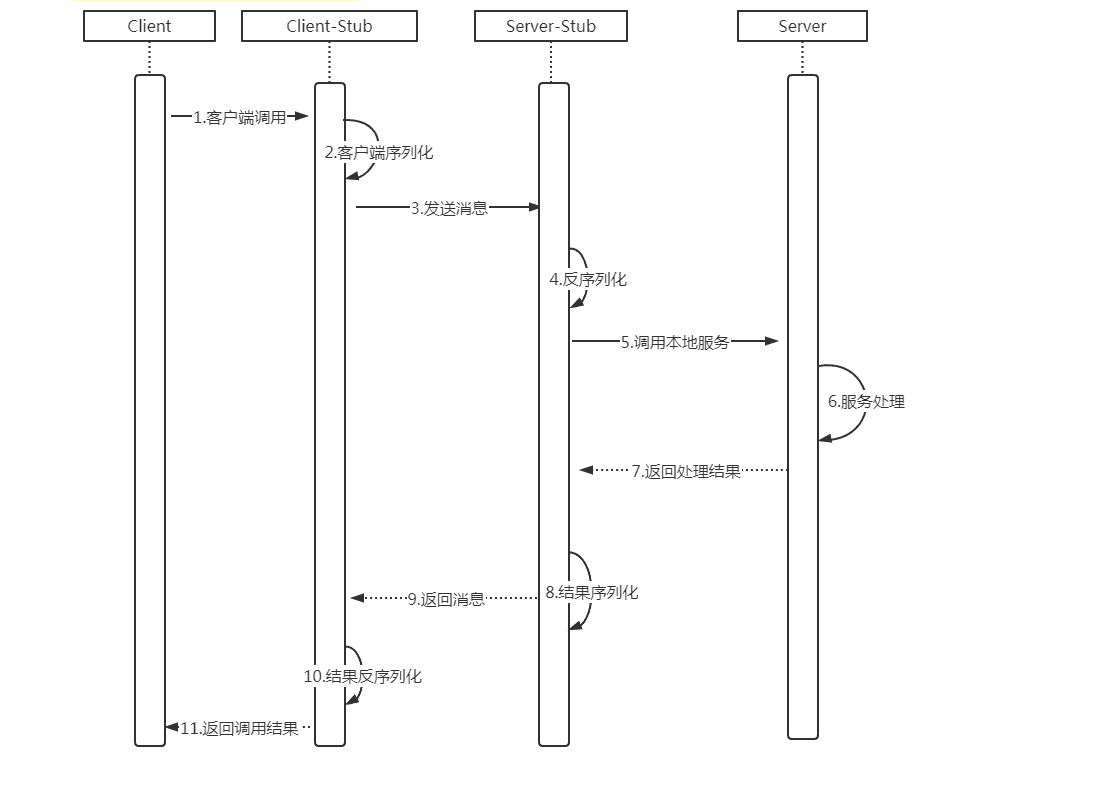 Client
Client-Stub
Server-Stub
Server
1.客户端调用
2.客户端序列化
3.发送消息
4.反序列化
5.调用本地服务
6.服务处理
7.返回处理结果
8.结果序列化
9.返回消息
10.结果反序列化
11.返回调用结果